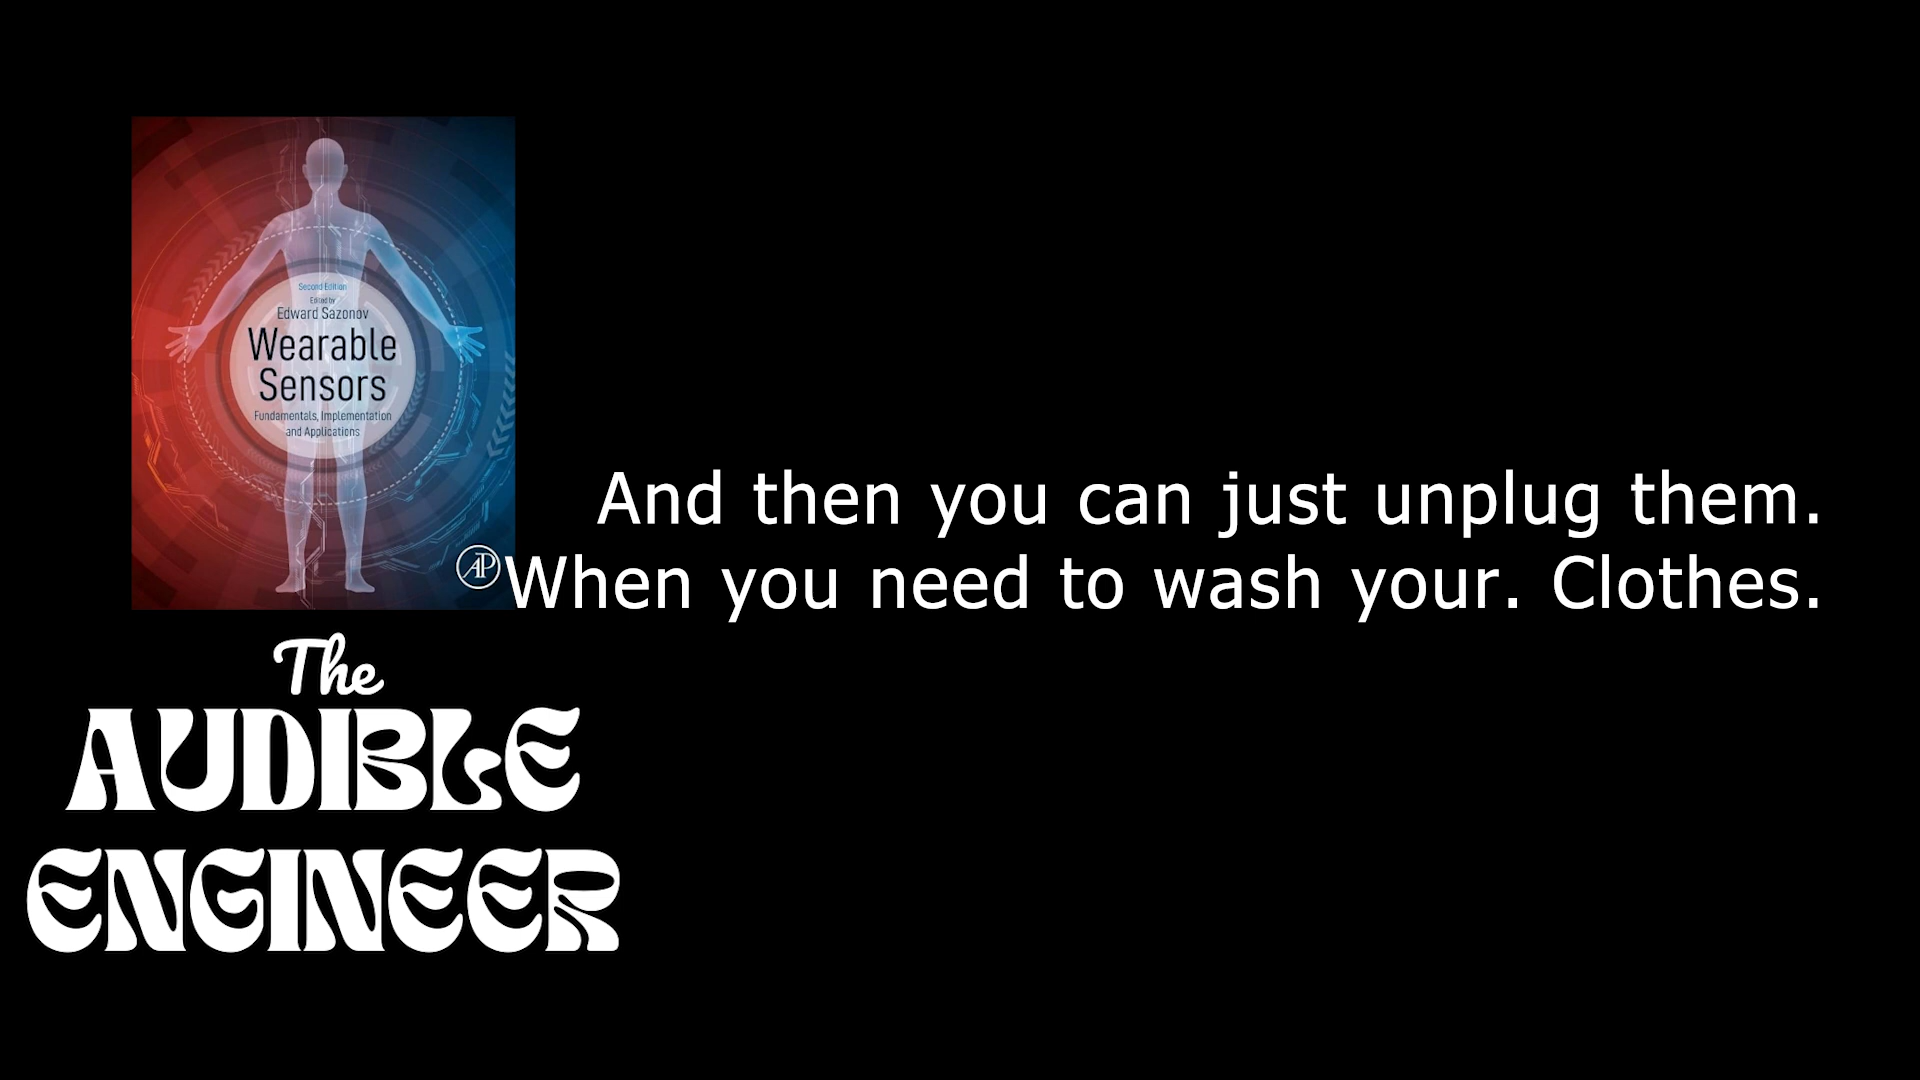 Second Edition
Edited by
Edward Sazonov
Wearable
Sensors
Fundamentals, Implementation
and Applications
AP
And then you can just unplug them.
When you need to wash your. Clothes.
The
AUDIBLE
ENGINEER